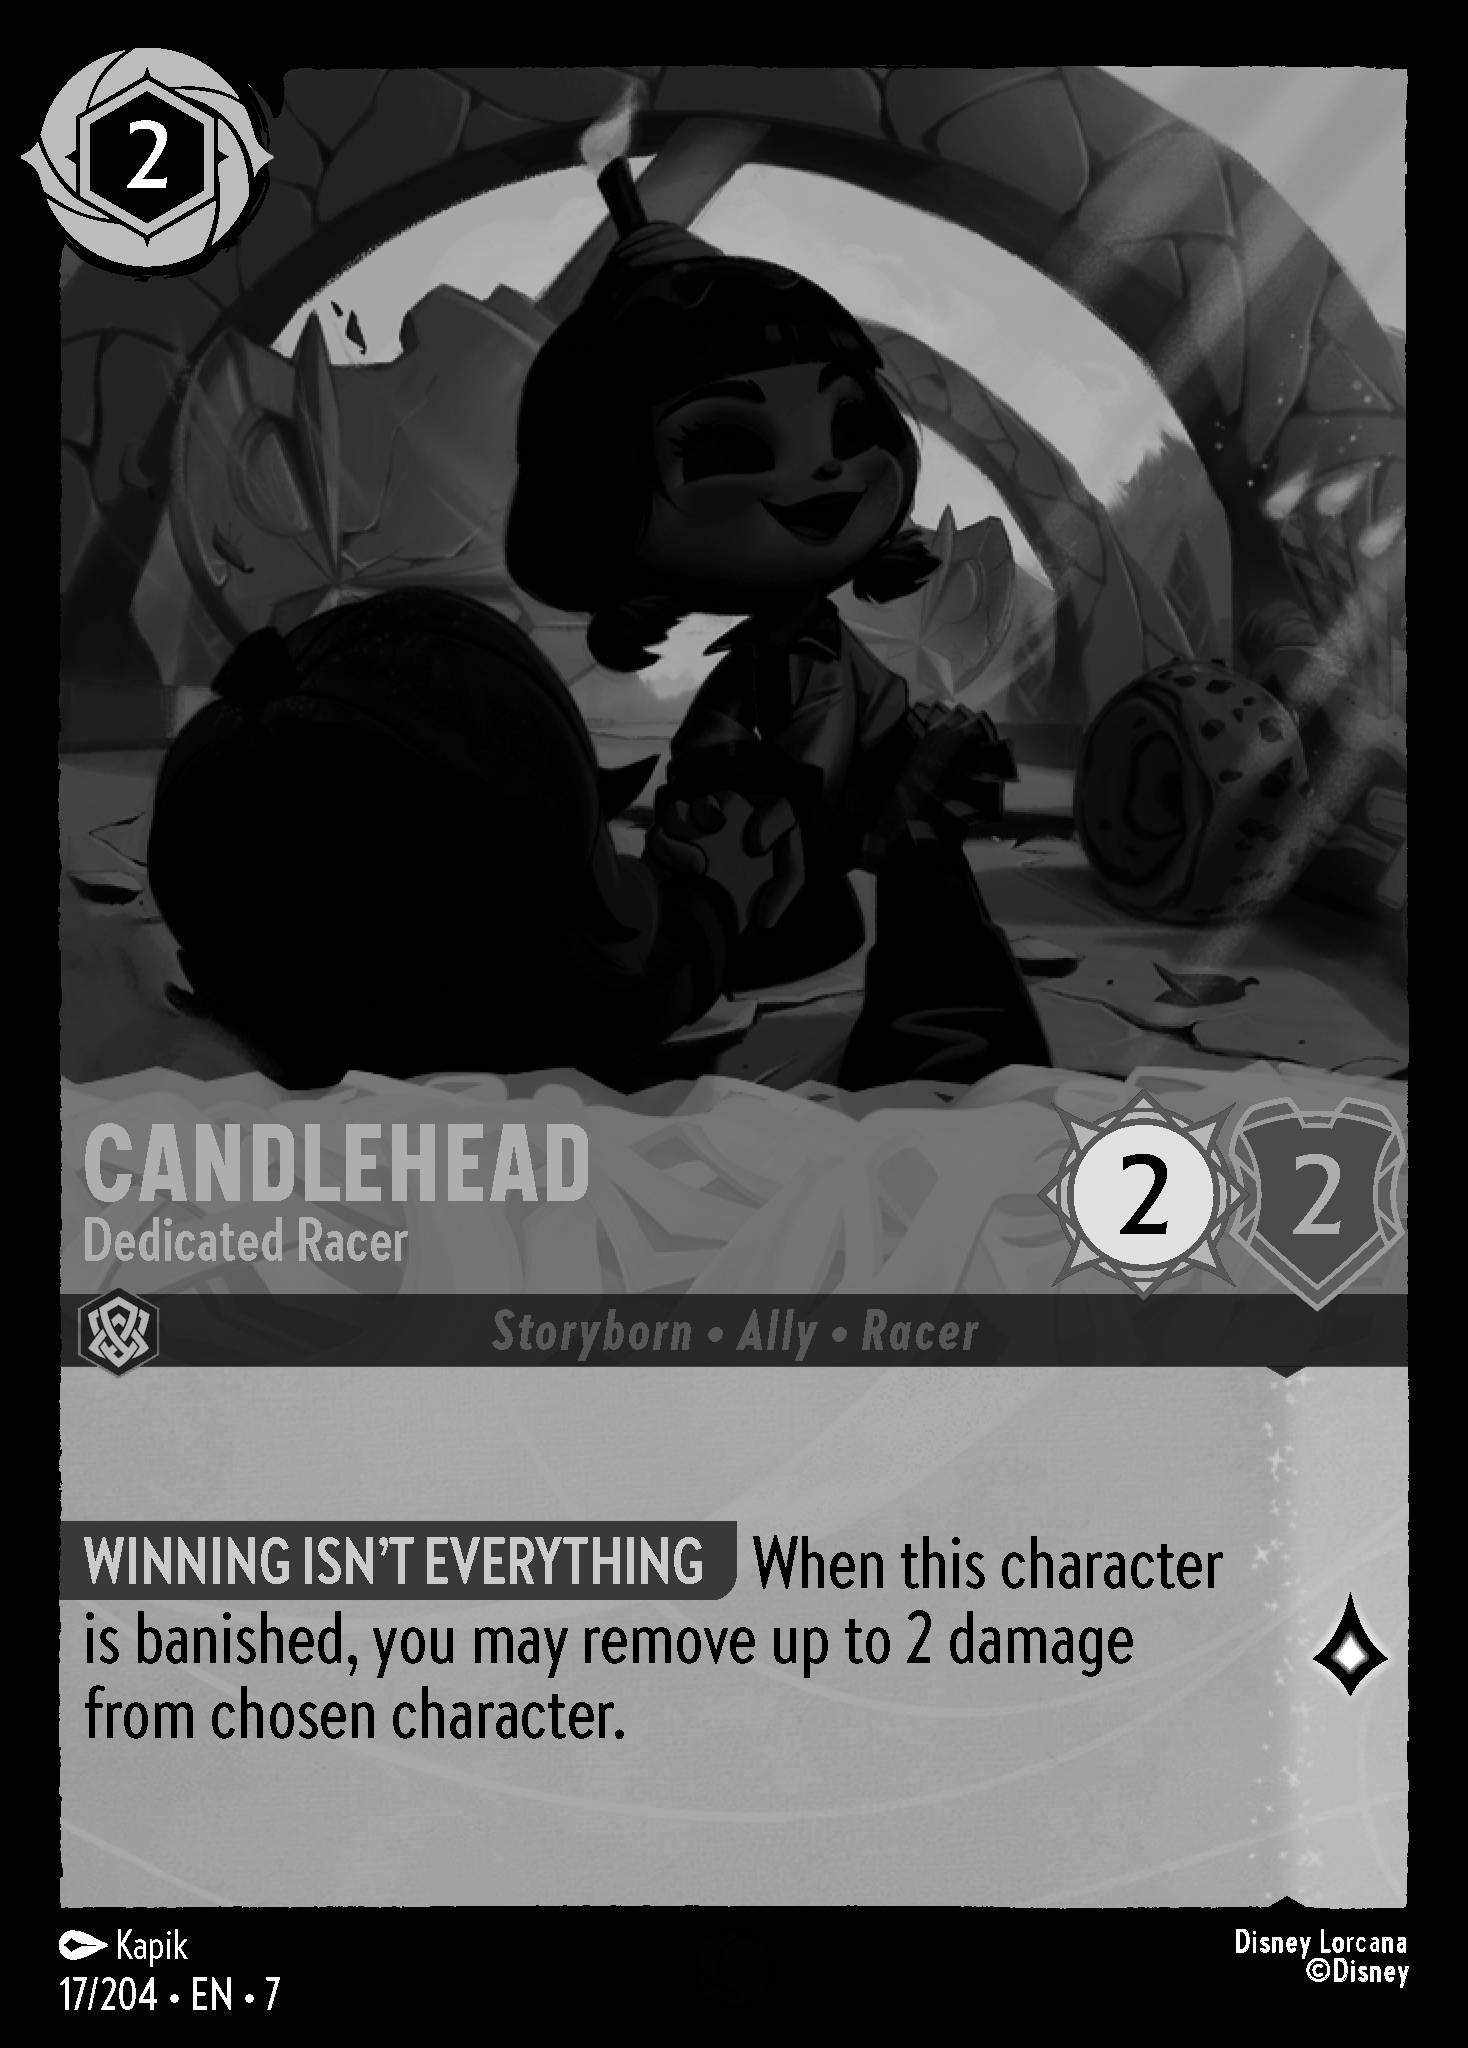 2
CANDLEHEAD
Dedicated Racer
2 2
Storyborn • Ally • Racer
WINNING ISN'T EVERYTHING When this character
is banished, you may remove up to 2 damage
from chosen character.
Kapik
17/204 • EN • 7
Disney Lorcana
©Disney